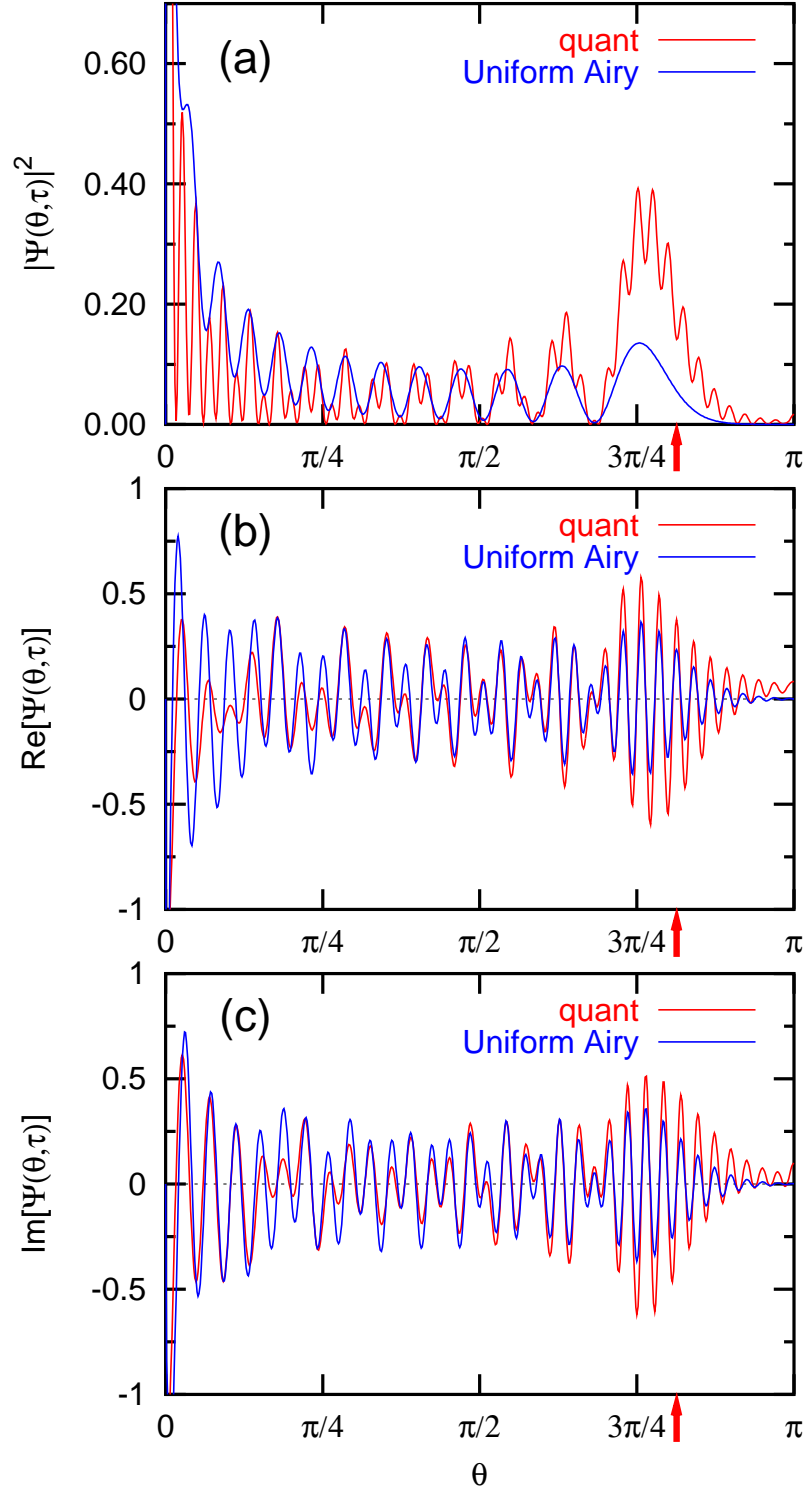 (a)
quant
Uniform Airy
|Ψ(θ,τ)|²
0.60
0.40
0.20
0.00
0 π/4 π/2 3π/4 π
(b)
quant
Uniform Airy
Re[Ψ(θ,τ)]
1
0.5
0
-0.5
-1
0 π/4 π/2 3π/4 π
(c)
quant
Uniform Airy
Im[Ψ(θ,τ)]
1
0.5
0
-0.5
-1
0 π/4 π/2 3π/4 π
θ